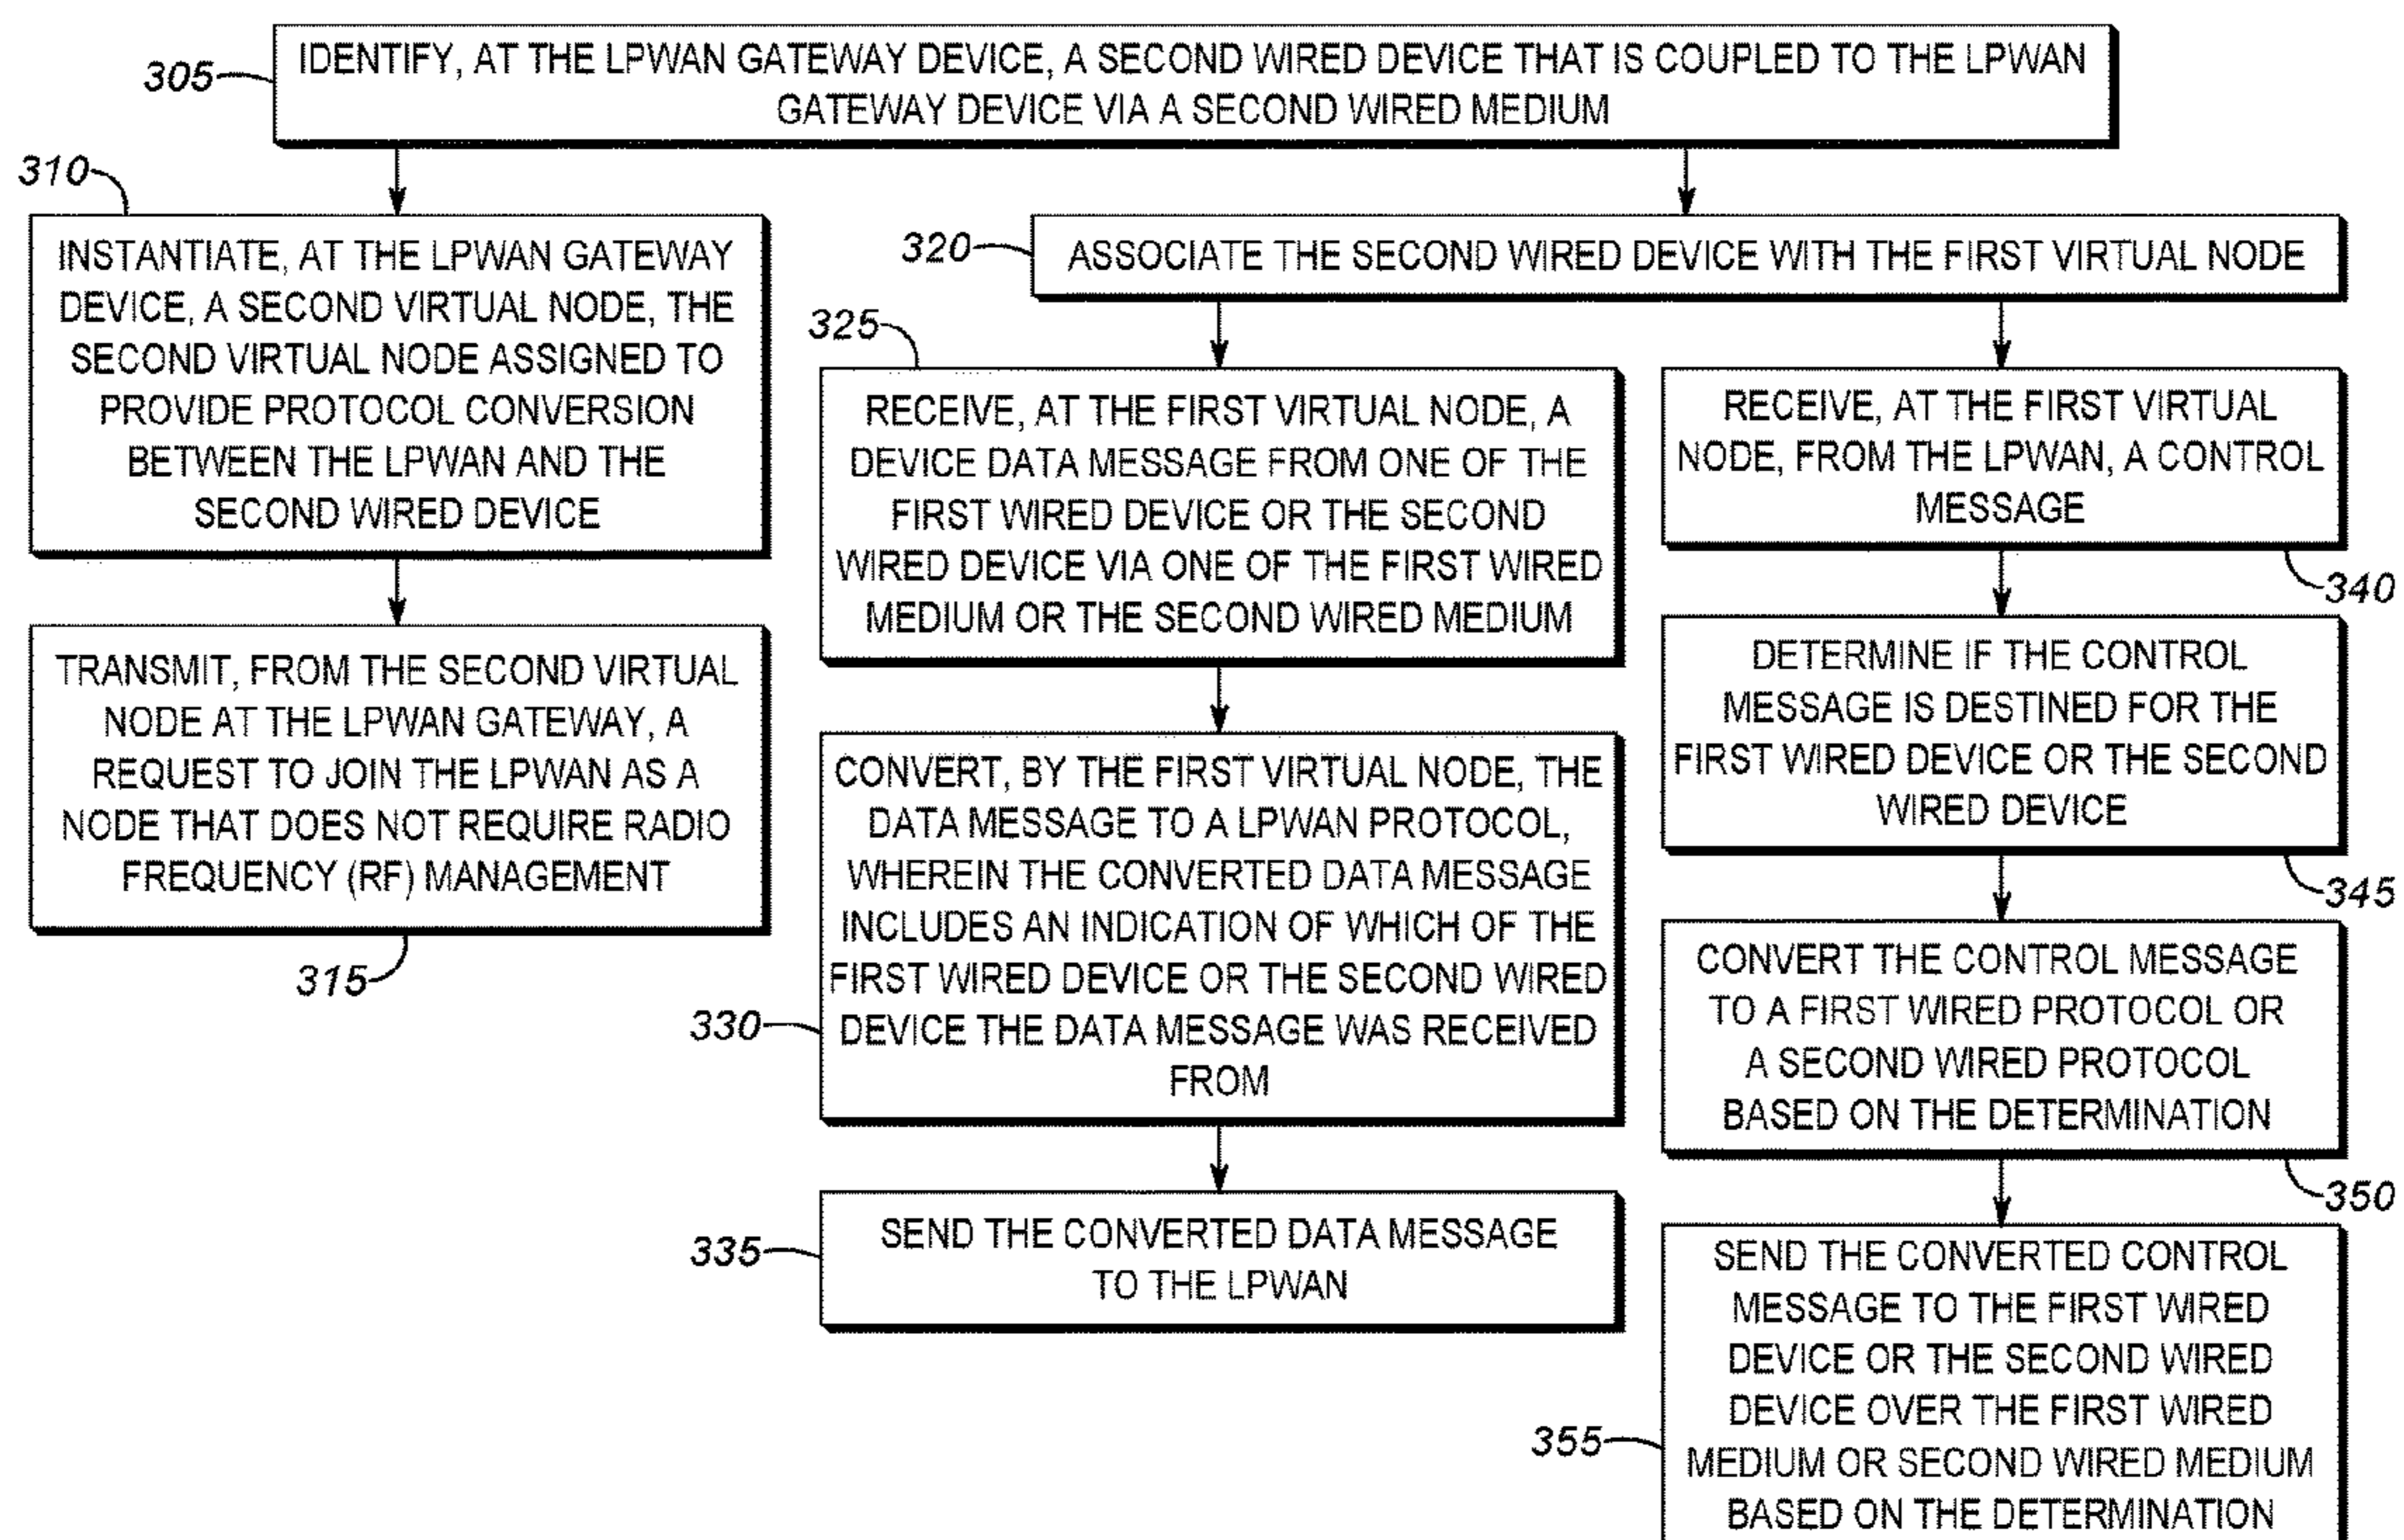 305
IDENTIFY, AT THE LPWAN GATEWAY DEVICE, A SECOND WIRED DEVICE THAT IS COUPLED TO THE LPWAN
GATEWAY DEVICE VIA A SECOND WIRED MEDIUM
310
INSTANTIATE, AT THE LPWAN GATEWAY
DEVICE, A SECOND VIRTUAL NODE, THE
SECOND VIRTUAL NODE ASSIGNED TO
PROVIDE PROTOCOL CONVERSION
BETWEEN THE LPWAN AND THE
SECOND WIRED DEVICE
TRANSMIT, FROM THE SECOND VIRTUAL
NODE AT THE LPWAN GATEWAY, A
REQUEST TO JOIN THE LPWAN AS A
NODE THAT DOES NOT REQUIRE RADIO
FREQUENCY (RF) MANAGEMENT
315
320
ASSOCIATE THE SECOND WIRED DEVICE WITH THE FIRST VIRTUAL NODE
325
RECEIVE, AT THE FIRST VIRTUAL NODE, A
DEVICE DATA MESSAGE FROM ONE OF THE
FIRST WIRED DEVICE OR THE SECOND
WIRED DEVICE VIA ONE OF THE FIRST WIRED
MEDIUM OR THE SECOND WIRED MEDIUM
CONVERT, BY THE FIRST VIRTUAL NODE, THE
DATA MESSAGE TO A LPWAN PROTOCOL,
WHEREIN THE CONVERTED DATA MESSAGE
INCLUDES AN INDICATION OF WHICH OF THE
FIRST WIRED DEVICE OR THE SECOND WIRED
330
DEVICE THE DATA MESSAGE WAS RECEIVED
FROM
335
SEND THE CONVERTED DATA MESSAGE
TO THE LPWAN
RECEIVE, AT THE FIRST VIRTUAL
NODE, FROM THE LPWAN, A CONTROL
MESSAGE
340
DETERMINE IF THE CONTROL
MESSAGE IS DESTINED FOR THE
FIRST WIRED DEVICE OR THE SECOND
WIRED DEVICE
345
CONVERT THE CONTROL MESSAGE
TO A FIRST WIRED PROTOCOL OR
A SECOND WIRED PROTOCOL
BASED ON THE DETERMINATION
350
SEND THE CONVERTED CONTROL
MESSAGE TO THE FIRST WIRED
DEVICE OR THE SECOND WIRED
DEVICE OVER THE FIRST WIRED
355
MEDIUM OR SECOND WIRED MEDIUM
BASED ON THE DETERMINATION